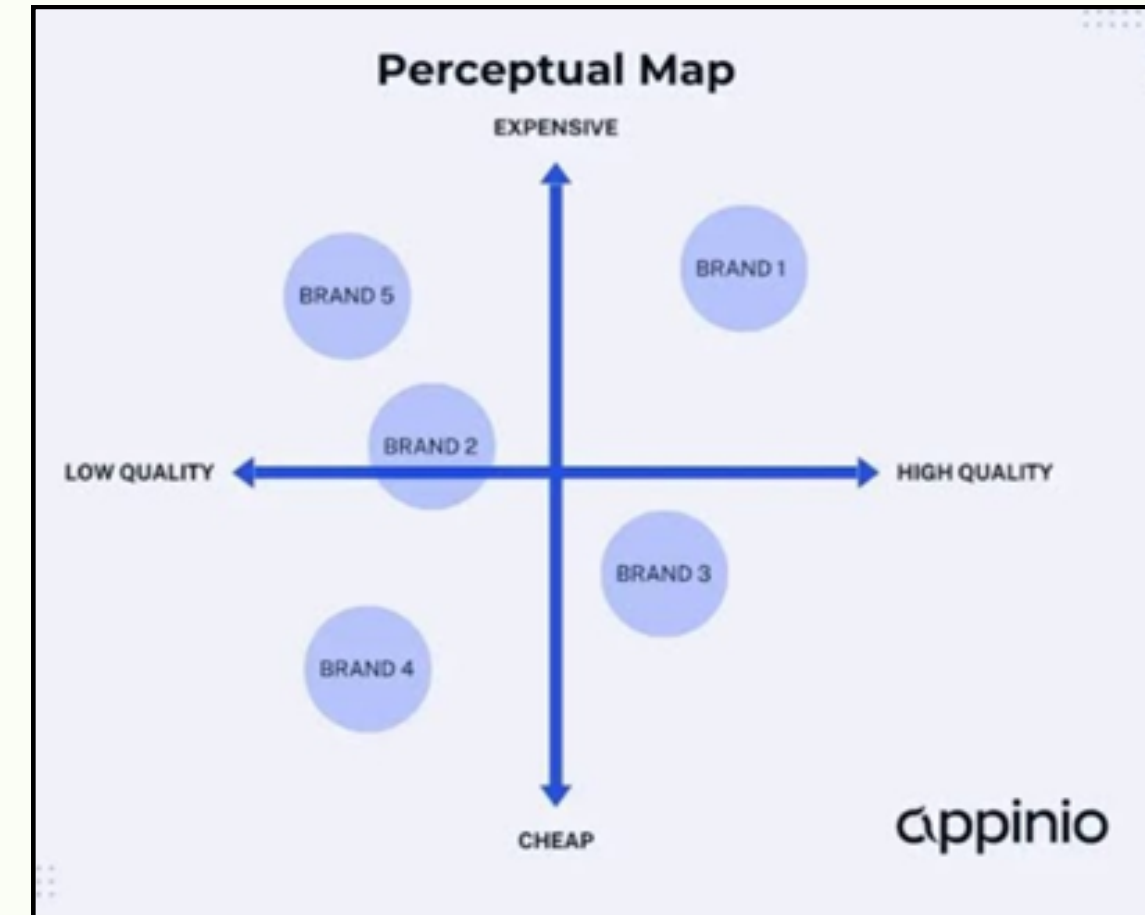 Perceptual Map
EXPENSIVE
BRAND 1
BRAND 5
BRAND 2
LOW QUALITY
HIGH QUALITY
BRAND 3
BRAND 4
CHEAP
appinio